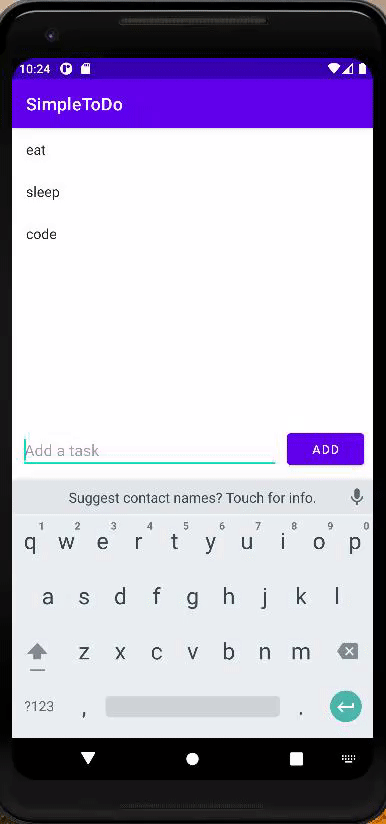 10:24
SimpleToDo
eat
sleep
code
Add a task
ADD
Suggest contact names? Touch for info.
1 2 3 4 5 6 7 8 9 0
q w e r t y u i o p
a s d f g h j k l
z x c v b n m
?123 , .